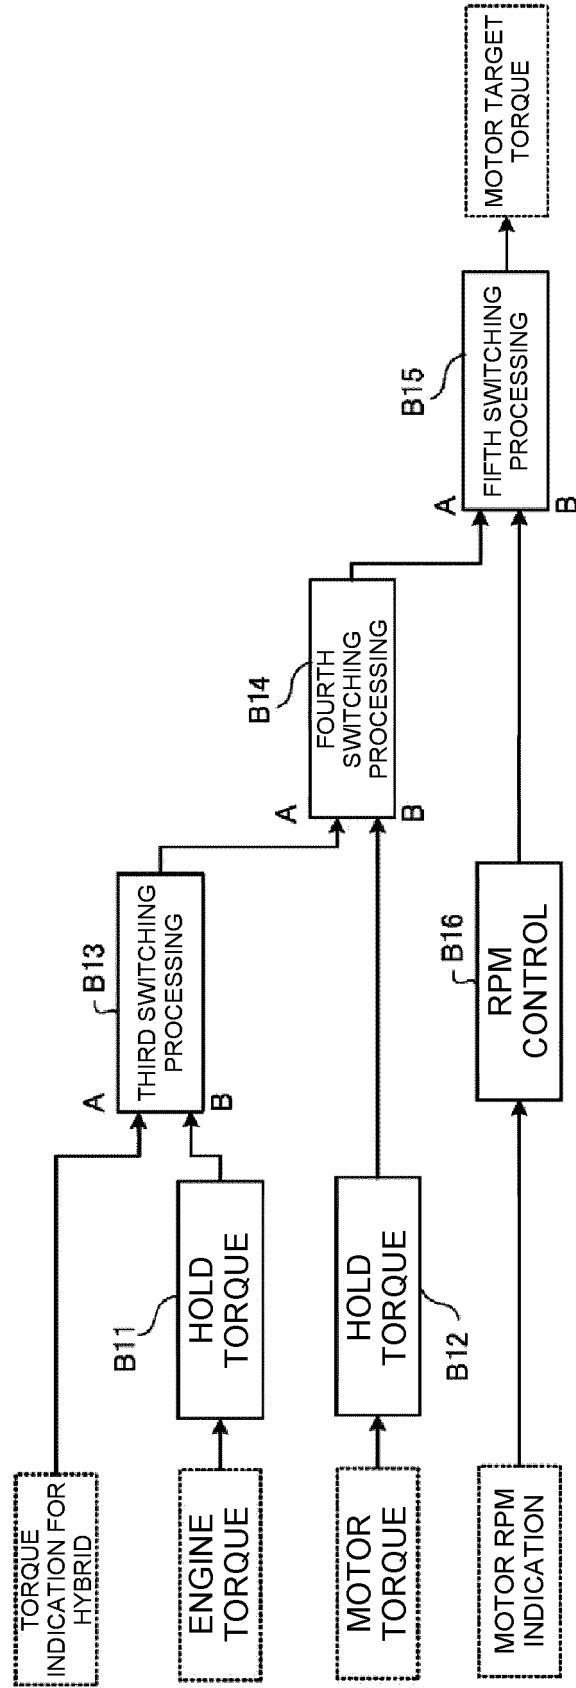 TORQUE
INDICATION FOR
HYBRID
A
B13
THIRD SWITCHING
PROCESSING
B
ENGINE
TORQUE
B11
HOLD
TORQUE
A
B14
FOURTH
SWITCHING
PROCESSING
B
MOTOR
TORQUE
HOLD
TORQUE
B12
A
B15
FIFTH SWITCHING
PROCESSING
B
MOTOR TARGET
TORQUE
MOTOR RPM
INDICATION
B16
RPM
CONTROL